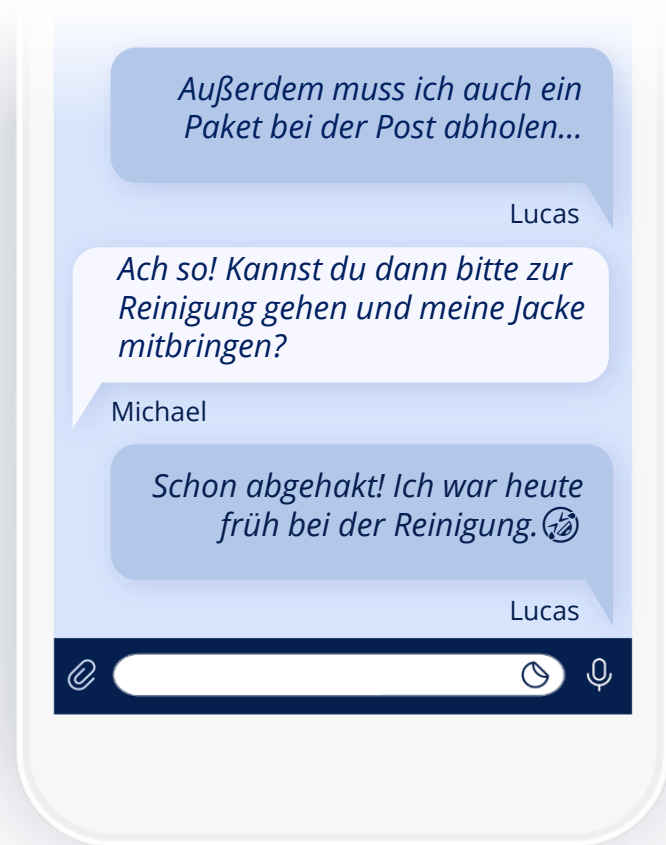 Außerdem muss ich auch ein
Paket bei der Post abholen...
Lucas
Ach so! Kannst du dann bitte zur
Reinigung gehen und meine Jacke
mitbringen?
Michael
Schon abgehakt! Ich war heute
früh bei der Reinigung.🤣
Lucas